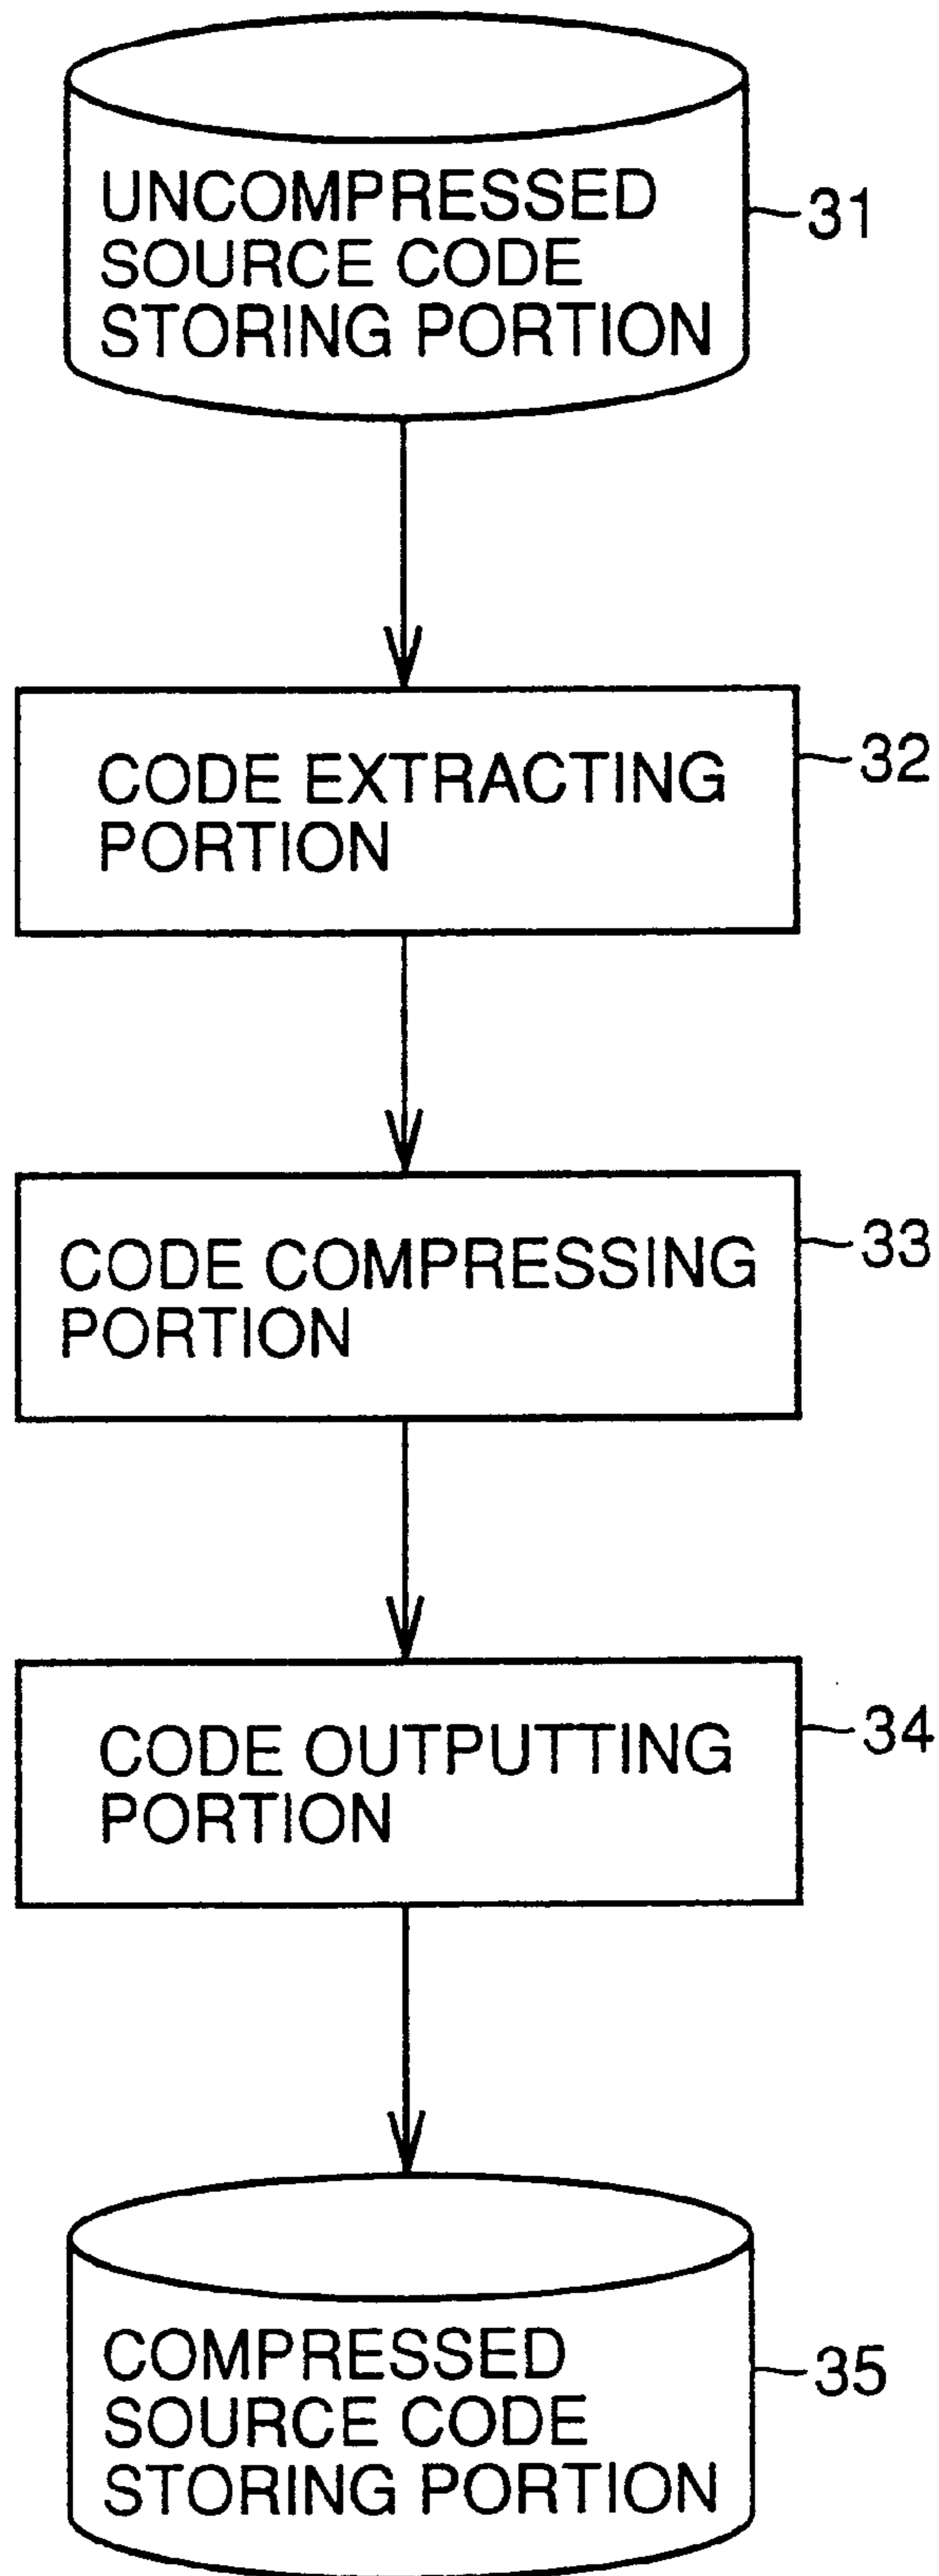 UNCOMPRESSED
SOURCE CODE
STORING PORTION
31
CODE EXTRACTING
PORTION
32
CODE COMPRESSING
PORTION
33
CODE OUTPUTTING
PORTION
34
COMPRESSED
SOURCE CODE
STORING PORTION
35